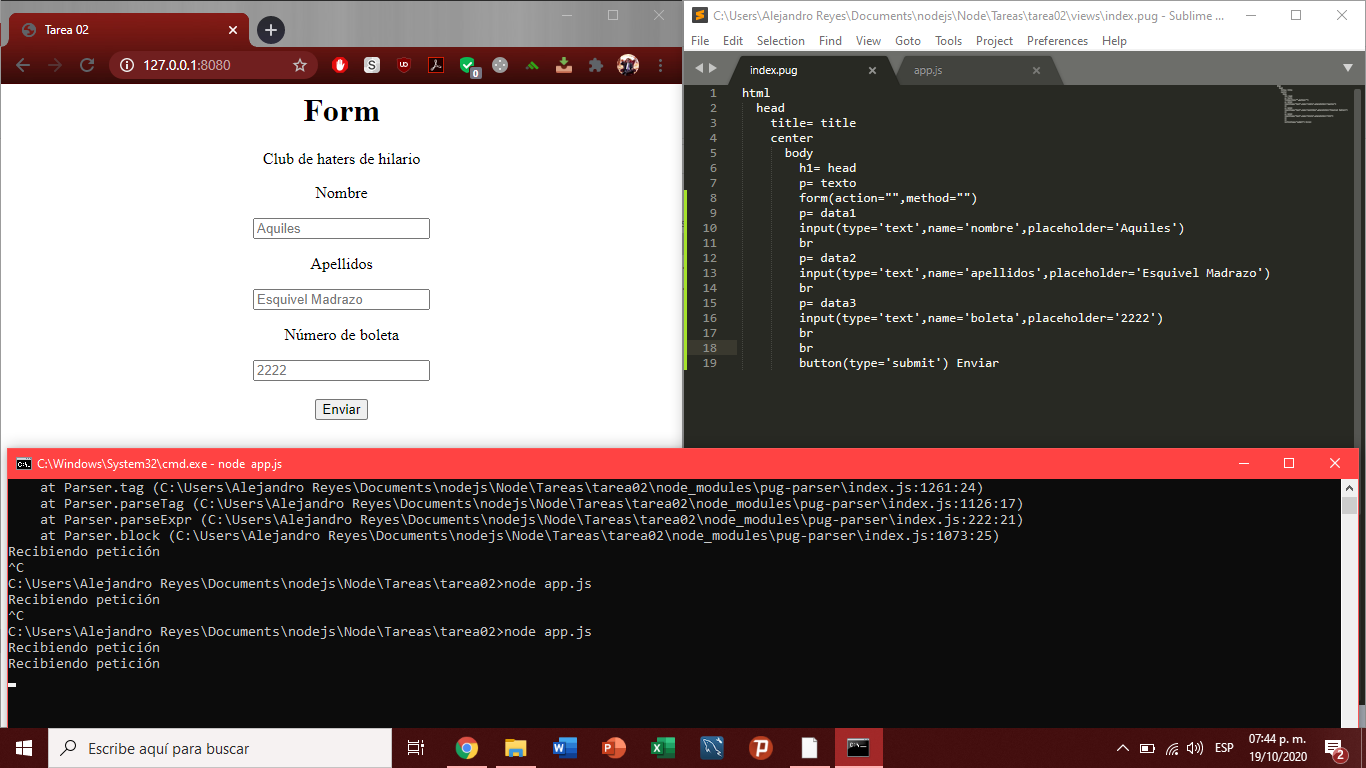 Tarea 02
127.0.0.1:8080
0
Form
Club de haters de hilario
Nombre
Aquiles
Apellidos
Esquivel Madrazo
Número de boleta
2222
Enviar
C:\Users\Alejandro Reyes\Documents\nodejs\Node\Tareas\tarea02\views\index.pug - Sublime ...
File Edit Selection Find View Goto Tools Project Preferences Help
index.pug app.js
1 html
2 head
3 title= title
4 center
5 body
6 h1= head
7 p= texto
8 form(action="",method="")
9 p= data1
10 input(type='text',name='nombre',placeholder='Aquiles')
11 br
12 p= data2
13 input(type='text',name='apellidos',placeholder='Esquivel Madrazo')
14 br
15 p= data3
16 input(type='text',name='boleta',placeholder='2222')
17 br
18 br
19 button(type='submit') Enviar
C:\Windows\System32\cmd.exe - node app.js
at Parser.tag (C:\Users\Alejandro Reyes\Documents\nodejs\Node\Tareas\tarea02\node_modules\pug-parser\index.js:1261:24)
at Parser.parseTag (C:\Users\Alejandro Reyes\Documents\nodejs\Node\Tareas\tarea02\node_modules\pug-parser\index.js:1126:17)
at Parser.parseExpr (C:\Users\Alejandro Reyes\Documents\nodejs\Node\Tareas\tarea02\node_modules\pug-parser\index.js:222:21)
at Parser.block (C:\Users\Alejandro Reyes\Documents\nodejs\Node\Tareas\tarea02\node_modules\pug-parser\index.js:1073:25)
Recibiendo petición
^C
C:\Users\Alejandro Reyes\Documents\nodejs\Node\Tareas\tarea02>node app.js
Recibiendo petición
^C
C:\Users\Alejandro Reyes\Documents\nodejs\Node\Tareas\tarea02>node app.js
Recibiendo petición
Recibiendo petición
Escribe aquí para buscar
ESP
07:44 p. m.
19/10/2020
2